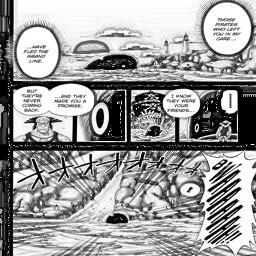 THOSE
PIRATES
WHO LEFT
YOU IN MY
CARE...
...HAVE
FLED THE
GRAND
LINE.
I KNOW
THEY WERE
YOUR
FRIENDS...
...AND THEY
MADE YOU A
PROMISE.
BUT
THEY'RE
NEVER
COMING
BACK.